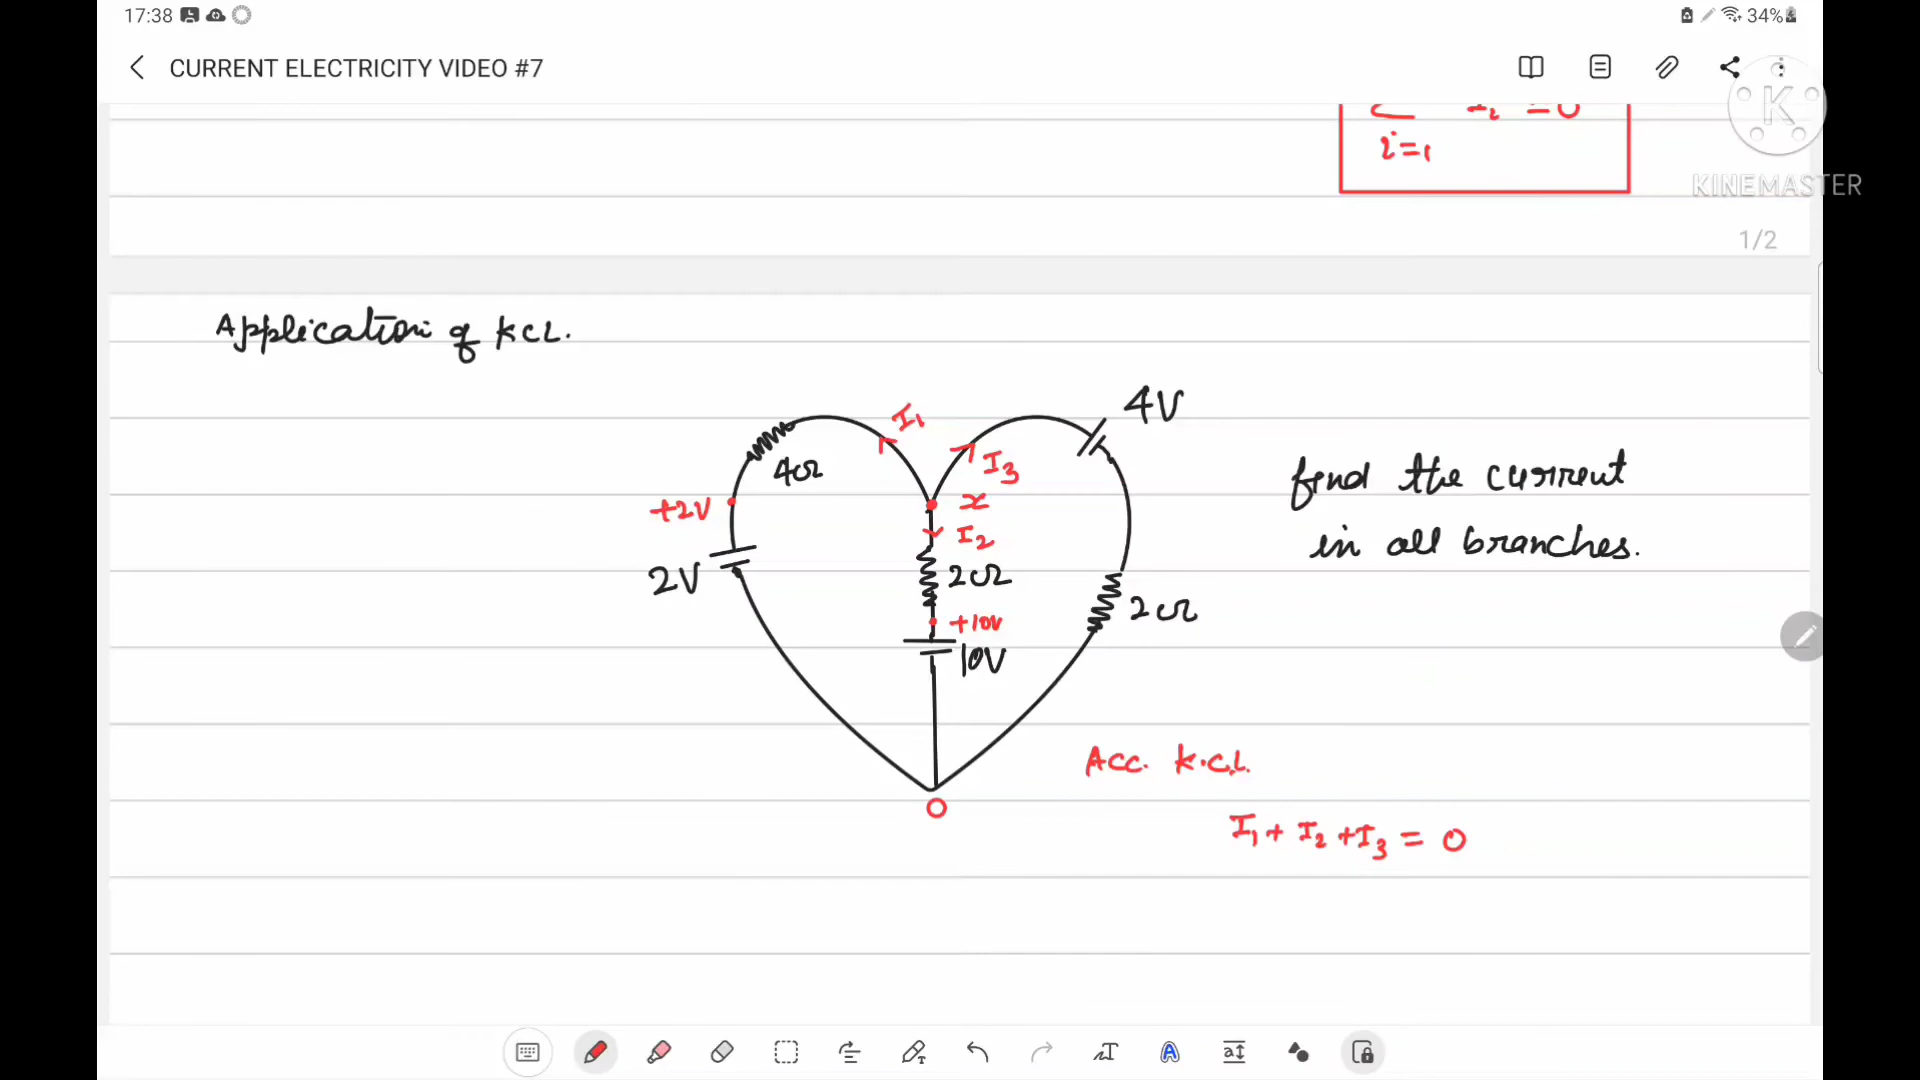 17:38
34%
CURRENT ELECTRICITY VIDEO #7
i=1
KINEMASTER
1/2
Application of KCL.
4V
I1
4Ω
I3
+2V
x
I2
find the current
in all branches.
2V
2Ω
2Ω
+10V
10V
Acc. K.C.L.
0
I1 + I2 + I3 = 0